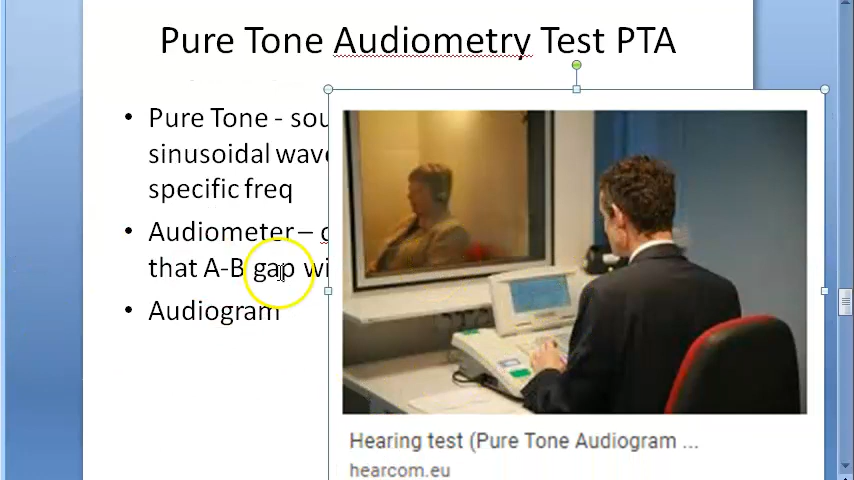 Pure Tone Audiometry Test PTA
• Pure Tone - sou
sinusoidal wave
specific freq
• Audiometer –
that A-B gap wi
• Audiogram
Hearing test (Pure Tone Audiogram ...
hearcom.eu